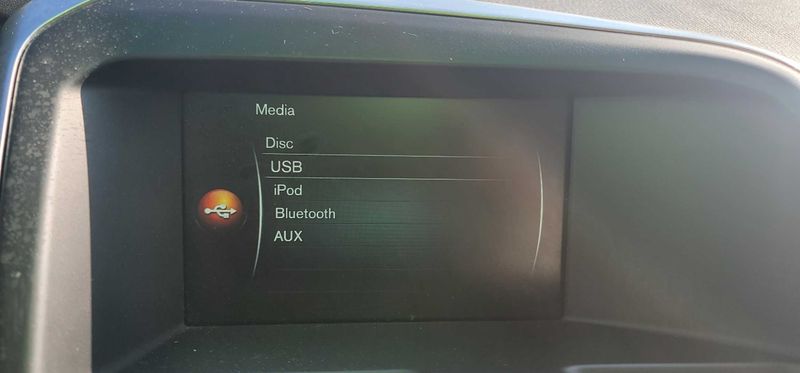 Media
Disc
USB
iPod
Bluetooth
AUX